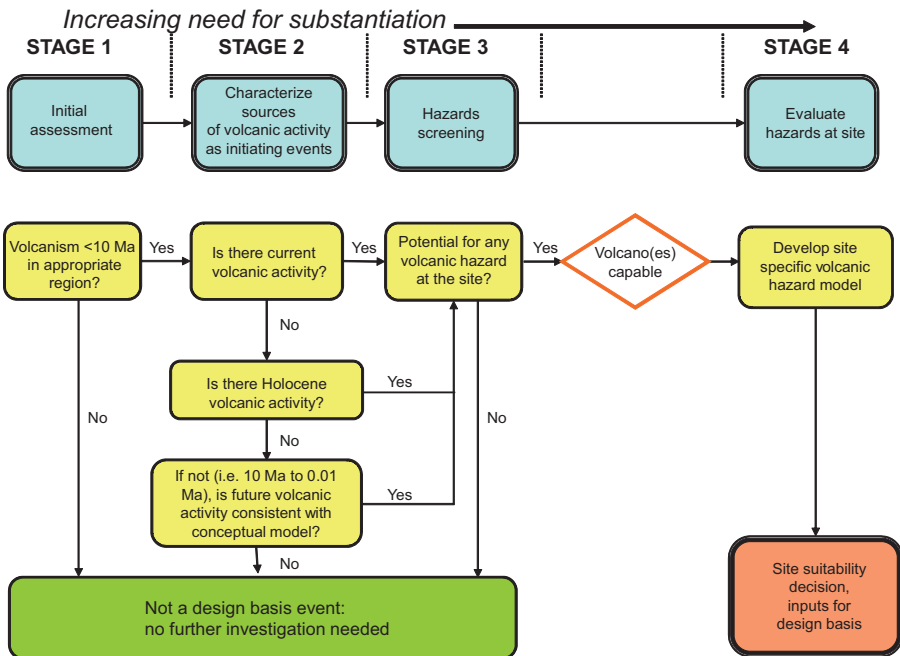 Increasing need for substantiation
STAGE 1
STAGE 2
STAGE 3
STAGE 4
Initial
assessment
Characterize
sources
of volcanic activity
as initiating events
Hazards
screening
Evaluate
hazards at site
Volcanism <10 Ma
in appropriate
region?
Yes
Is there current
volcanic activity?
Yes
Potential for any
volcanic hazard
at the site?
Yes
Volcano(es)
capable
Develop site
specific volcanic
hazard model
No
Is there Holocene
volcanic activity?
Yes
No
No
No
If not (i.e. 10 Ma to 0.01
Ma), is future volcanic
activity consistent with
conceptual model?
Yes
No
Not a design basis event:
no further investigation needed
Site suitability
decision,
inputs for
design basis